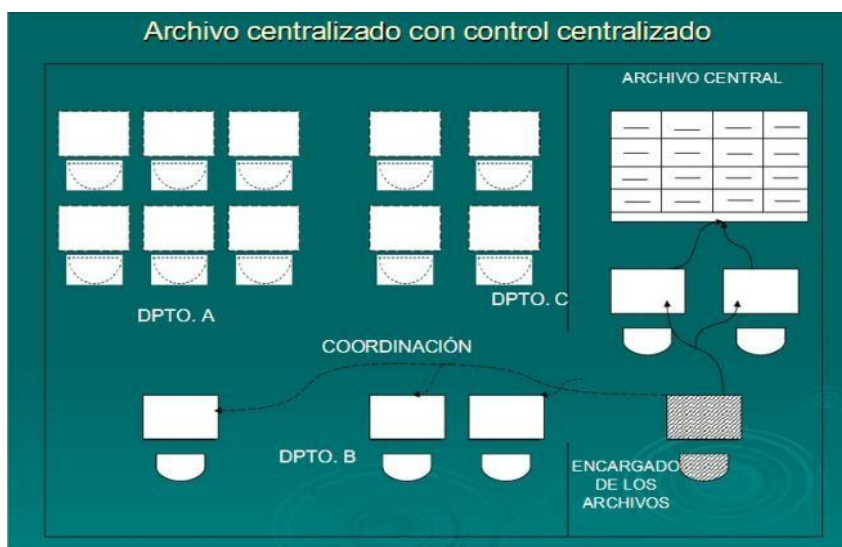 Archivo centralizado con control centralizado
ARCHIVO CENTRAL
DPTO. A
DPTO. C
COORDINACIÓN
DPTO. B
ENCARGADO
DE LOS
ARCHIVOS